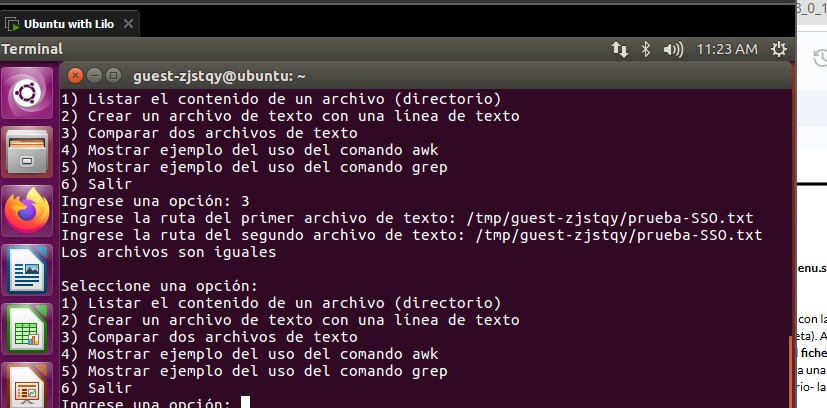 Ubuntu with Lilo
Terminal
11:23 AM
guest-zjstqy@ubuntu: ~
1) Listar el contenido de un archivo (directorio)
2) Crear un archivo de texto con una línea de texto
3) Comparar dos archivos de texto
4) Mostrar ejemplo del uso del comando awk
5) Mostrar ejemplo del uso del comando grep
6) Salir
Ingrese una opción: 3
Ingrese la ruta del primer archivo de texto: /tmp/guest-zjstqy/prueba-SSO.txt
Ingrese la ruta del segundo archivo de texto: /tmp/guest-zjstqy/prueba-SSO.txt
Los archivos son iguales
Seleccione una opción:
1) Listar el contenido de un archivo (directorio)
2) Crear un archivo de texto con una línea de texto
3) Comparar dos archivos de texto
4) Mostrar ejemplo del uso del comando awk
5) Mostrar ejemplo del uso del comando grep
6) Salir
Ingrese una opción:
3_0_1
enu.s
con la
eta). A
fiche
a una
rio- la